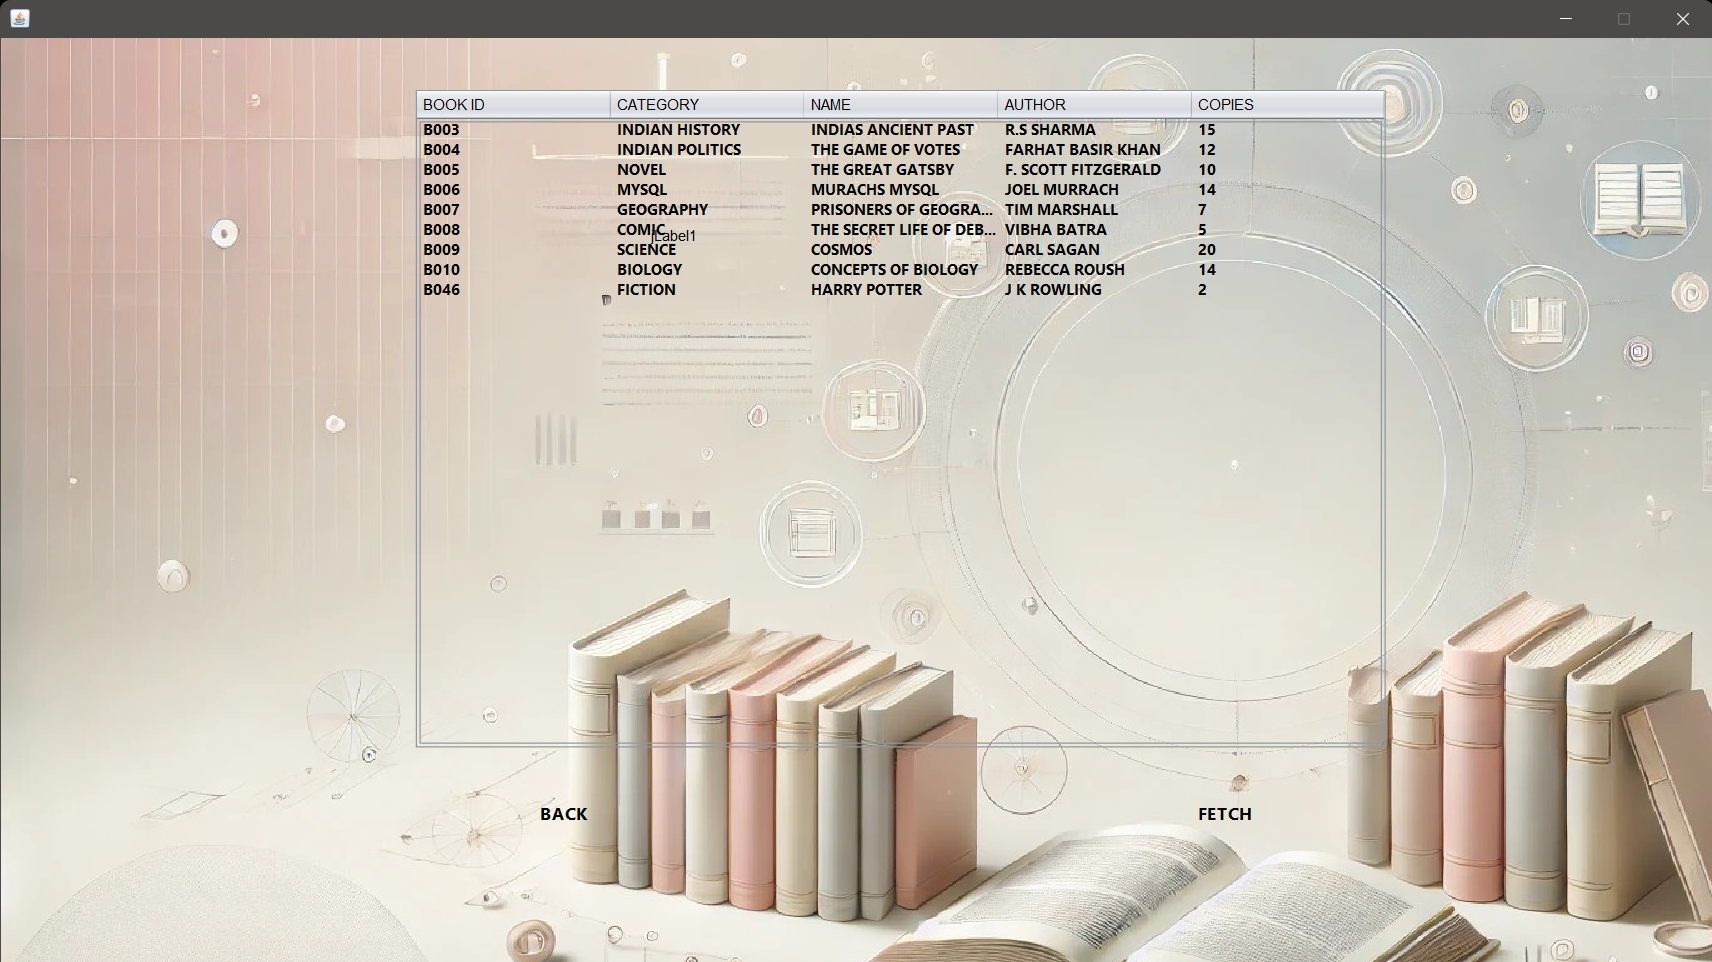 BOOK ID CATEGORY NAME AUTHOR COPIES
B003 INDIAN HISTORY INDIAS ANCIENT PAST R.S SHARMA 15
B004 INDIAN POLITICS THE GAME OF VOTES FARHAT BASIR KHAN 12
B005 NOVEL THE GREAT GATSBY F. SCOTT FITZGERALD 10
B006 MYSQL MURACHS MYSQL JOEL MURRACH 14
B007 GEOGRAPHY PRISONERS OF GEOGRA... TIM MARSHALL 7
B008 COMIC THE SECRET LIFE OF DEB... VIBHA BATRA 5
jLabel1
B009 SCIENCE COSMOS CARL SAGAN 20
B010 BIOLOGY CONCEPTS OF BIOLOGY REBECCA ROUSH 14
B046 FICTION HARRY POTTER J K ROWLING 2
BACK FETCH